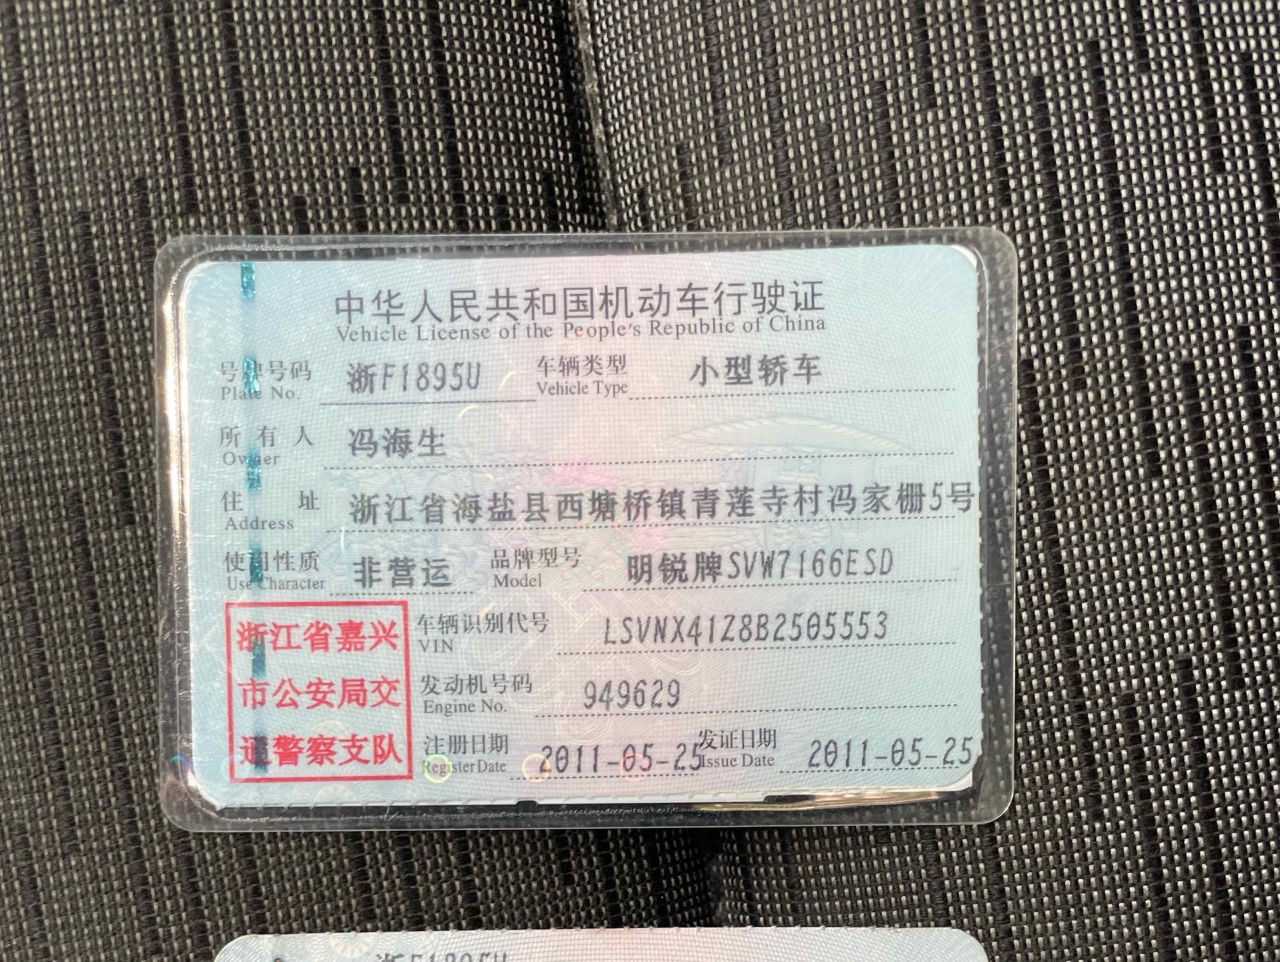 中华人民共和国机动车行驶证
Vehicle License of the People's Republic of China
号牌号码 浙F1895U 车辆类型 小型轿车
Plate No. Vehicle Type
所有人 冯海生
Owner
住址 浙江省海盐县西塘桥镇青莲寺村冯家栅5号
Address
使用性质 非营运 品牌型号 明锐牌SVW7166ESD
Use Character Model
浙江省嘉兴
市公安局交
通警察支队
车辆识别代号 LSVNX41Z8B2505553
VIN
发动机号码 949629
Engine No.
注册日期 2011-05-25 发证日期 2011-05-25
Register Date Issue Date
浙F1895U